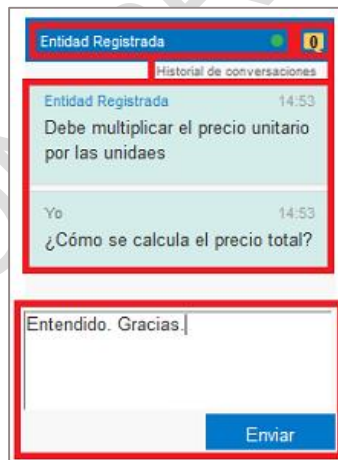 Entidad Registrada 0
Historial de conversaciones
Entidad Registrada 14:53
Debe multiplicar el precio unitario
por las unidaes
Yo 14:53
¿Cómo se calcula el precio total?
Entendido. Gracias.
Enviar